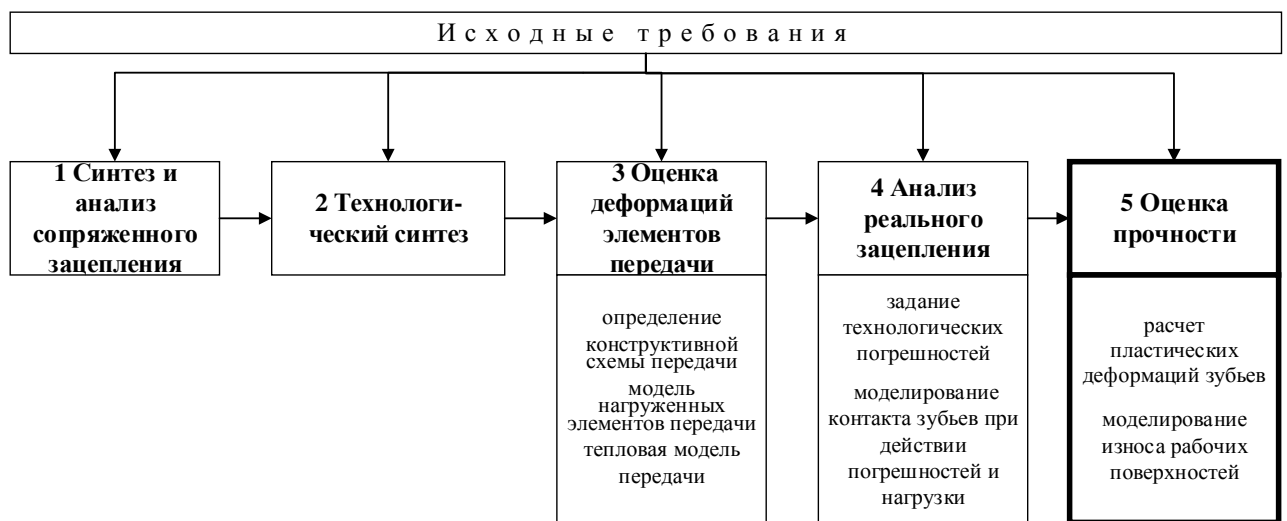 Исходные требования
1 Синтез и
анализ
сопряженного
зацепления
2 Технологи-
ческий синтез
3 Оценка
деформаций
элементов
передачи
определение
конструктивной
схемы передачи
модель
нагруженных
элементов передачи
тепловая модель
передачи
4 Анализ
реального
зацепления
задание
технологических
погрешностей
моделирование
контакта зубьев при
действии
погрешностей и
нагрузки
5 Оценка
прочности
расчет
пластических
деформаций зубьев
моделирование
износа рабочих
поверхностей